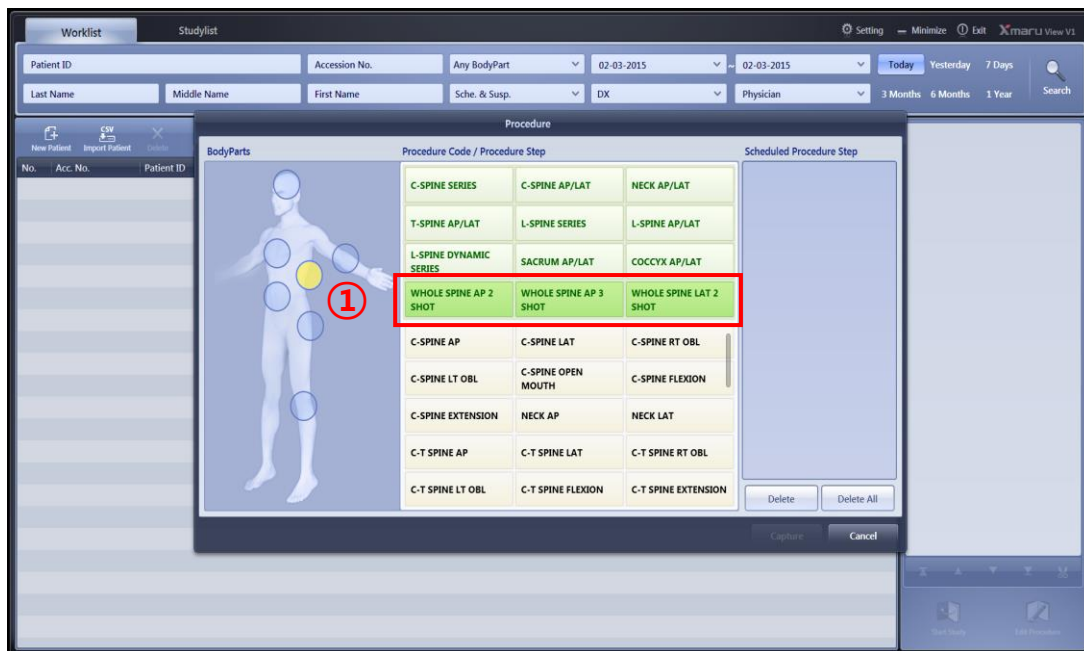 Worklist
Studylist
Setting
Minimize
Exit
Xmaru View V1
Patient ID
Accession No.
Any BodyPart
02-03-2015
~
02-03-2015
Today
Yesterday
7 Days
Last Name
Middle Name
First Name
Sche. & Susp.
DX
Physician
3 Months
6 Months
1 Year
Search
New Patient
CSV
Import Patient
Delete
No.
Acc. No.
Patient ID
Procedure
BodyParts
Procedure Code / Procedure Step
Scheduled Procedure Step
C-SPINE SERIES
C-SPINE AP/LAT
NECK AP/LAT
T-SPINE AP/LAT
L-SPINE SERIES
L-SPINE AP/LAT
L-SPINE DYNAMIC
SERIES
SACRUM AP/LAT
COCCYX AP/LAT
①
WHOLE SPINE AP 2
SHOT
WHOLE SPINE AP 3
SHOT
WHOLE SPINE LAT 2
SHOT
C-SPINE AP
C-SPINE LAT
C-SPINE RT OBL
C-SPINE LT OBL
C-SPINE OPEN
MOUTH
C-SPINE FLEXION
C-SPINE EXTENSION
NECK AP
NECK LAT
C-T SPINE AP
C-T SPINE LAT
C-T SPINE RT OBL
C-T SPINE LT OBL
C-T SPINE FLEXION
C-T SPINE EXTENSION
Delete
Delete All
Capture
Cancel
Start Study
Edit Procedure